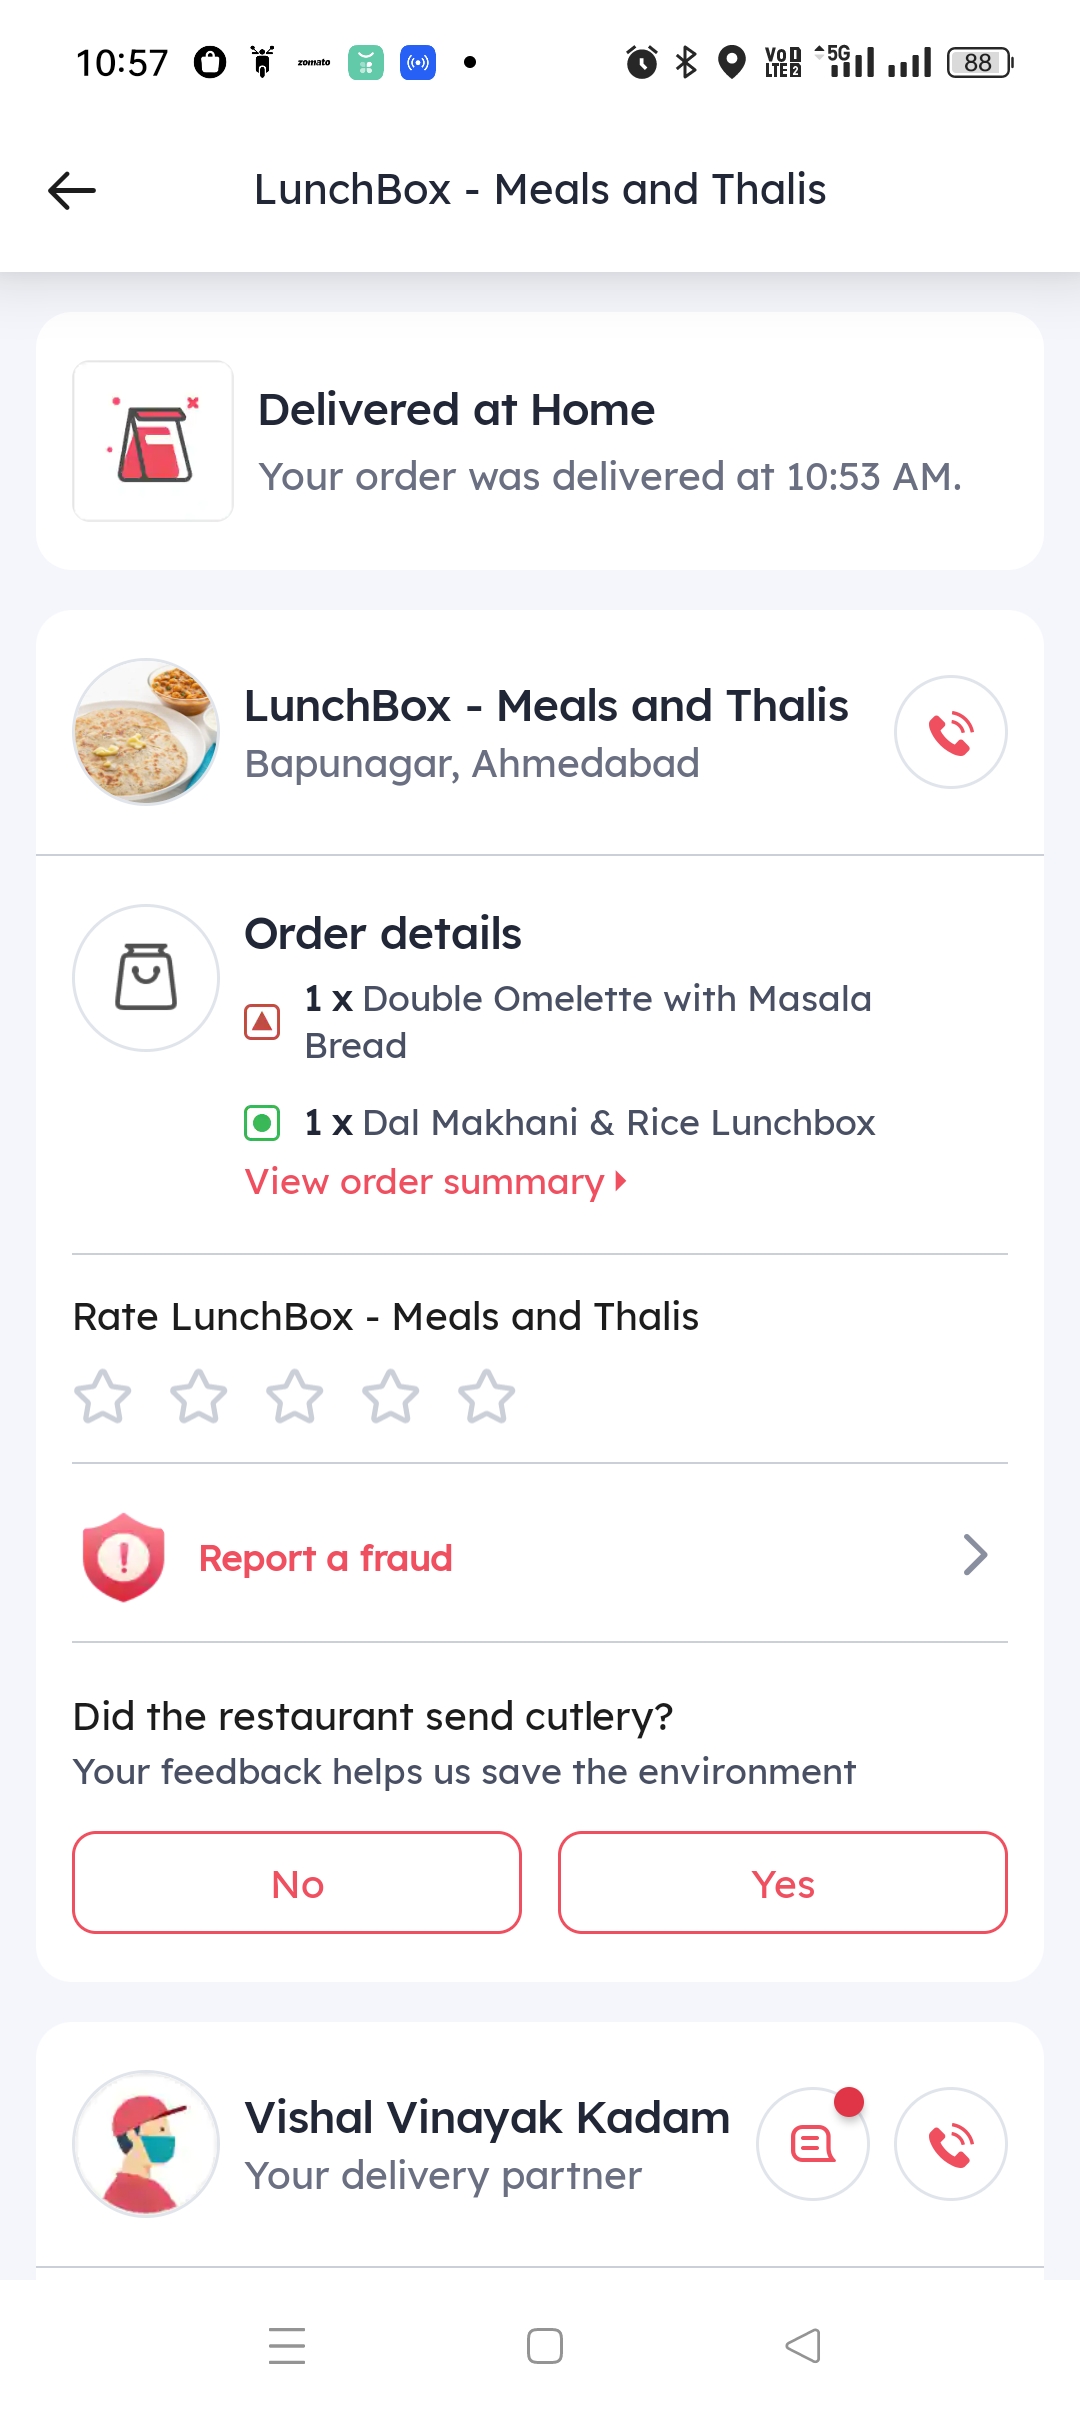 10:57 zomato VoD LTE2 5G 88
LunchBox - Meals and Thalis
Delivered at Home
Your order was delivered at 10:53 AM.
LunchBox - Meals and Thalis
Bapunagar, Ahmedabad
Order details
1 x Double Omelette with Masala
Bread
1 x Dal Makhani & Rice Lunchbox
View order summary
Rate LunchBox - Meals and Thalis
Report a fraud
Did the restaurant send cutlery?
Your feedback helps us save the environment
No Yes
Vishal Vinayak Kadam
Your delivery partner